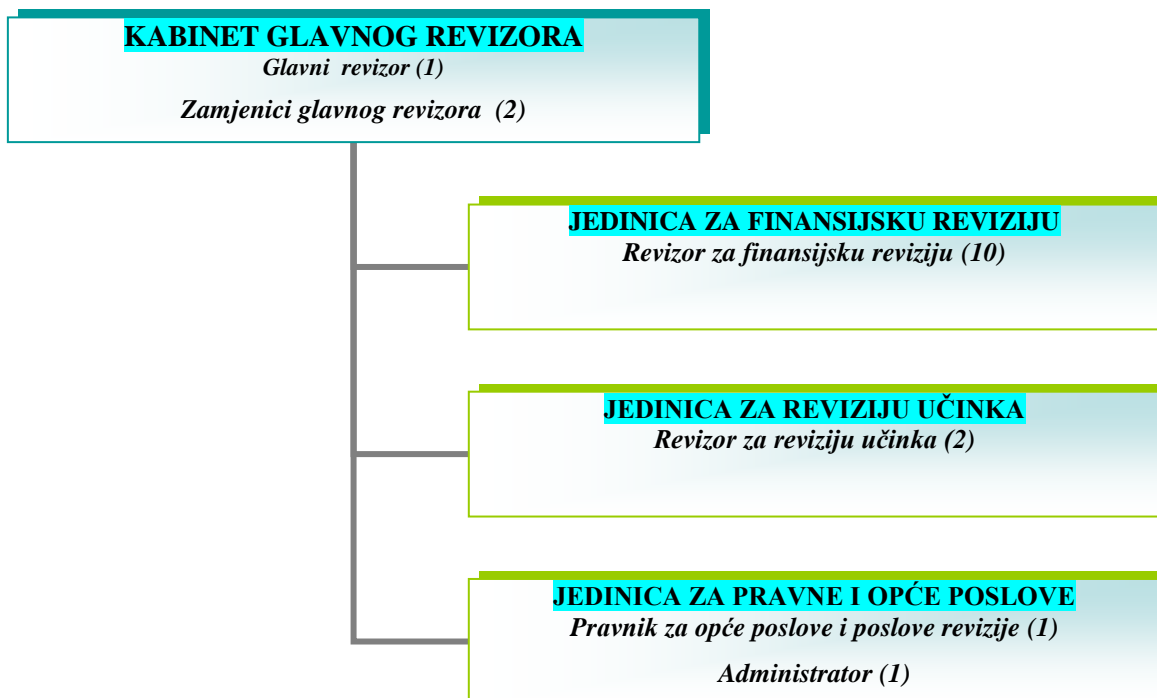 KABINET GLAVNOG REVIZORA
Glavni revizor (1)
Zamjenici glavnog revizora (2)
JEDINICA ZA FINANSIJSKU REVIZIJU
Revizor za finansijsku reviziju (10)
JEDINICA ZA REVIZIJU UČINKA
Revizor za reviziju učinka (2)
JEDINICA ZA PRAVNE I OPĆE POSLOVE
Pravnik za opće poslove i poslove revizije (1)
Administrator (1)